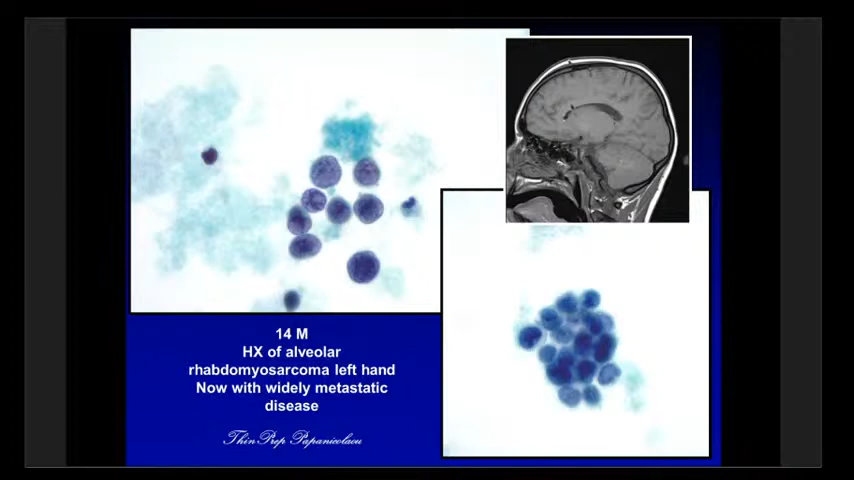 14 M
HX of alveolar
rhabdomyosarcoma left hand
Now with widely metastatic
disease
ThinPrep Papanicolaou